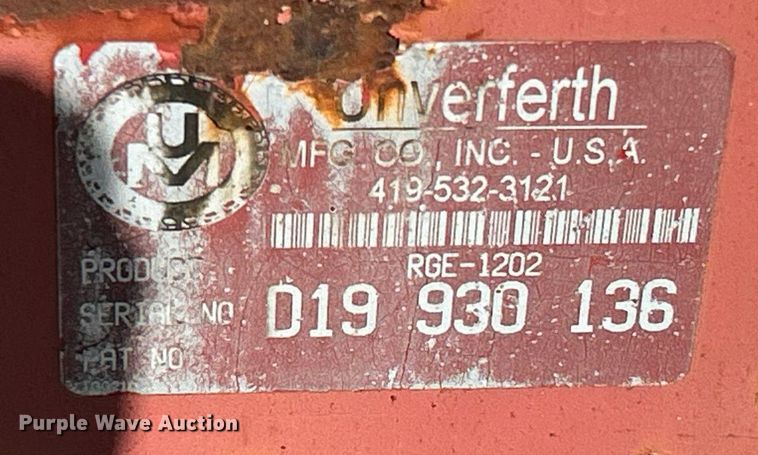 Unverferth
MFG. CO., INC. - U.S.A.
419-532-3121
UM
PRODUCT RGE-1202
SERIAL NO D19 930 136
PAT NO
Purple Wave Auction